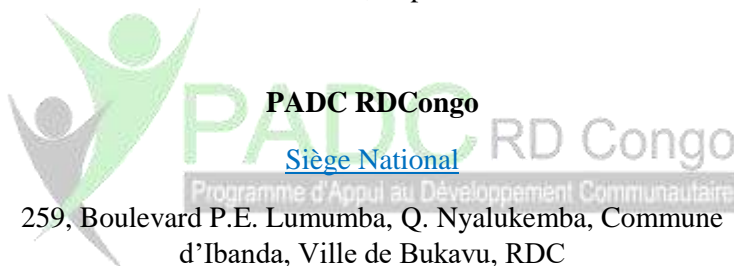 PADC RDCongo
PADC RD Congo
Siège National
Programme d'Appui au Développement Communautaire
259, Boulevard P.E. Lumumba, Q. Nyalukemba, Commune
d'Ibanda, Ville de Bukavu, RDC